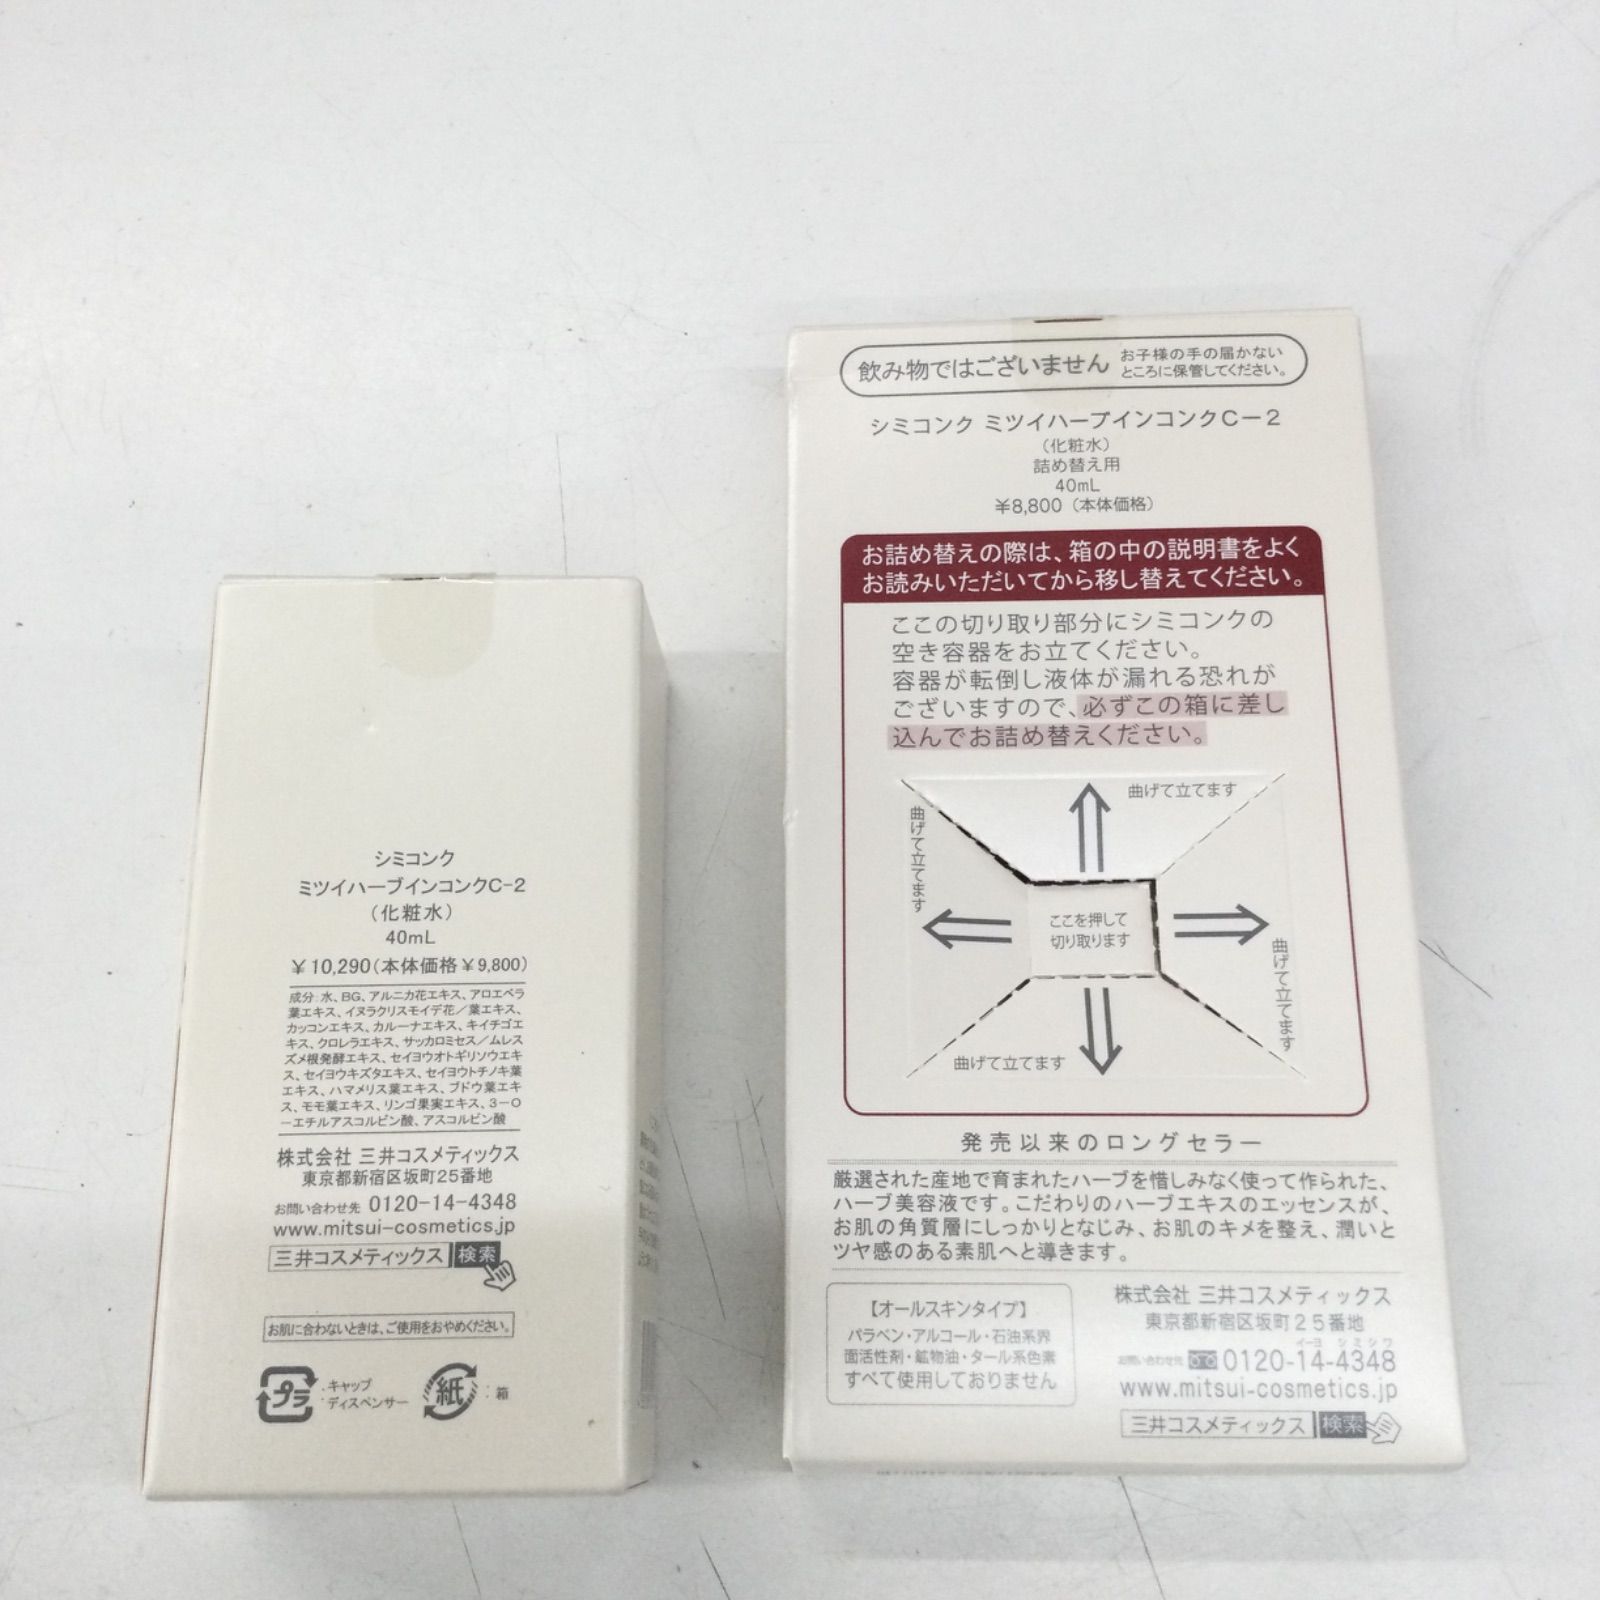 シミコンク
ミツイハーブインコンクC-2
（化粧水）
40mL
￥10,290（本体価格￥9,800）
成分：水、BG、アルニカ花エキス、アロエベラ
葉エキス、イヌラクリスモイデ花／葉エキス、
カッコンエキス、カルーナエキス、キイチゴエ
キス、クロレラエキス、サッカロミセス／ムレス
ズメ根発酵エキス、セイヨウオトギリソウエキ
ス、セイヨウキズタエキス、セイヨウトチノキ葉
エキス、ハマメリス葉エキス、ブドウ葉エキ
ス、モモ葉エキス、リンゴ果実エキス、3－O
－エチルアスコルビン酸、アスコルビン酸
株式会社 三井コスメティックス
東京都新宿区坂町25番地
お問い合わせ先 0120-14-4348
www.mitsui-cosmetics.jp
三井コスメティックス 検索
お肌に合わないときは、ご使用をおやめください。
プラ ：キャップ
：ディスペンサー
紙 ：箱
飲み物ではございません お子様の手の届かない
ところに保管してください。
シミコンク ミツイハーブインコンクC－2
（化粧水）
詰め替え用
40mL
￥8,800（本体価格）
お詰め替えの際は、箱の中の説明書をよく
お読みいただいてから移し替えてください。
ここの切り取り部分にシミコンクの
空き容器をお立てください。
容器が転倒し液体が漏れる恐れが
ございますので、必ずこの箱に差し
込んでお詰め替えください。
曲げて立てます
曲げて立てます
ここを押して
切り取ります
曲げて立てます
曲げて立てます
発売以来のロングセラー
厳選された産地で育まれたハーブを惜しみなく使って作られた、
ハーブ美容液です。こだわりのハーブエキスのエッセンスが、
お肌の角質層にしっかりとなじみ、お肌のキメを整え、潤いと
ツヤ感のある素肌へと導きます。
【オールスキンタイプ】
パラベン・アルコール・石油系界
面活性剤・鉱物油・タール系色素
すべて使用しておりません
株式会社 三井コスメティックス
東京都新宿区坂町25番地
イーヨ シミシワ
お問い合わせ先 0120-14-4348
www.mitsui-cosmetics.jp
三井コスメティックス 検索